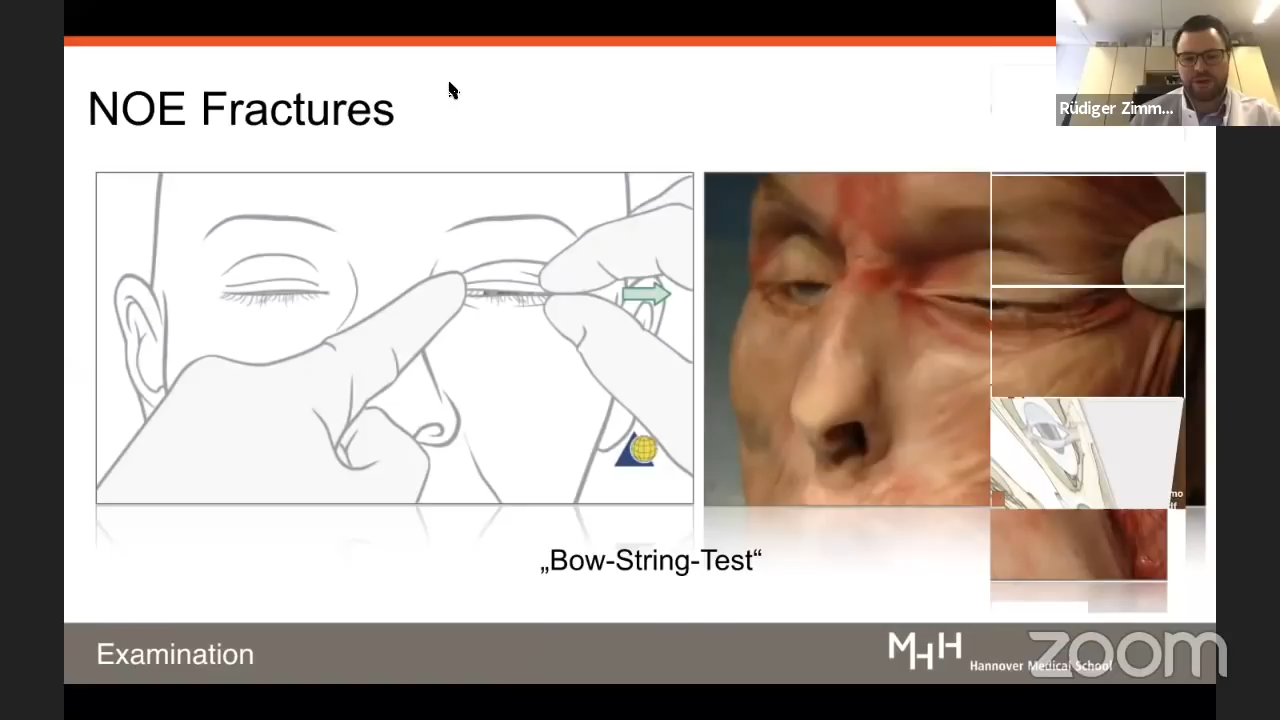 NOE Fractures
Rüdiger Zimm...
„Bow-String-Test“
Examination
MHH
Hannover Medical School
zoom